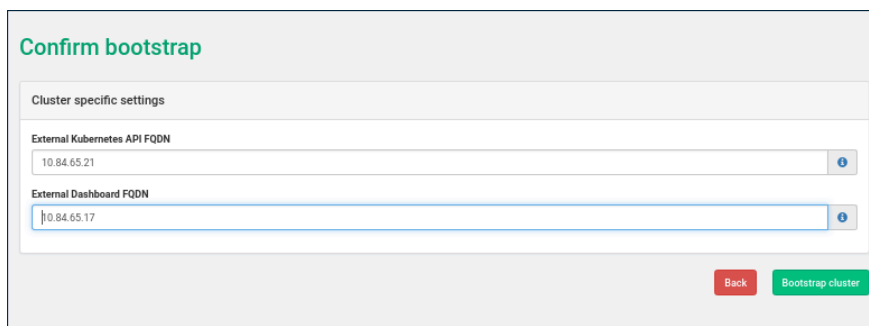 Confirm bootstrap
Cluster specific settings
External Kubernetes API FQDN
10.84.65.21
External Dashboard FQDN
10.84.65.17
Back
Bootstrap cluster